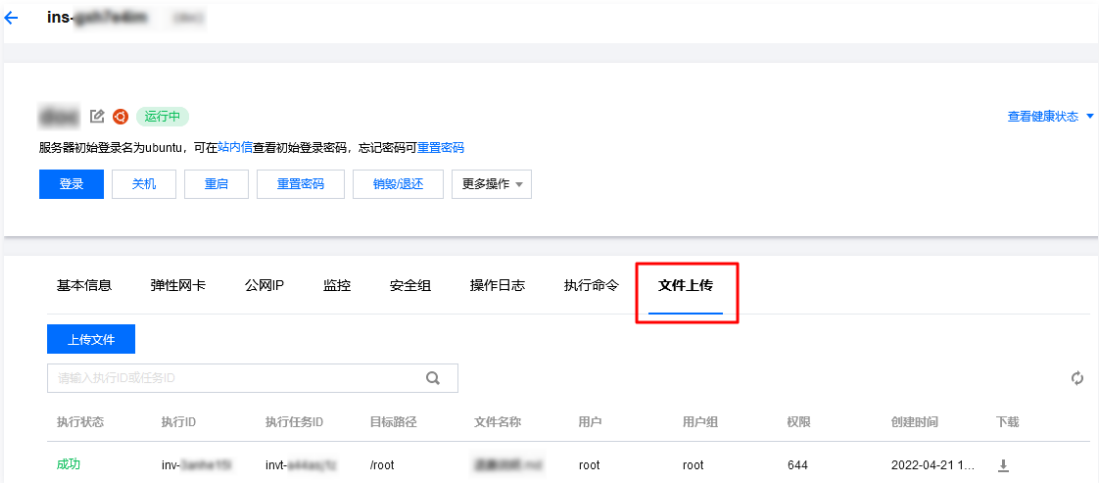 ins-
运行中
查看健康状态
服务器初始登录名为ubuntu，可在站内信查看初始登录密码，忘记密码可重置密码
登录 关机 重启 重置密码 销毁/退还 更多操作
基本信息 弹性网卡 公网IP 监控 安全组 操作日志 执行命令 文件上传
上传文件
请输入执行ID或任务ID
执行状态 执行ID 执行任务ID 目标路径 文件名称 用户 用户组 权限 创建时间 下载
成功 inv- invt- /root root root 644 2022-04-21 1...